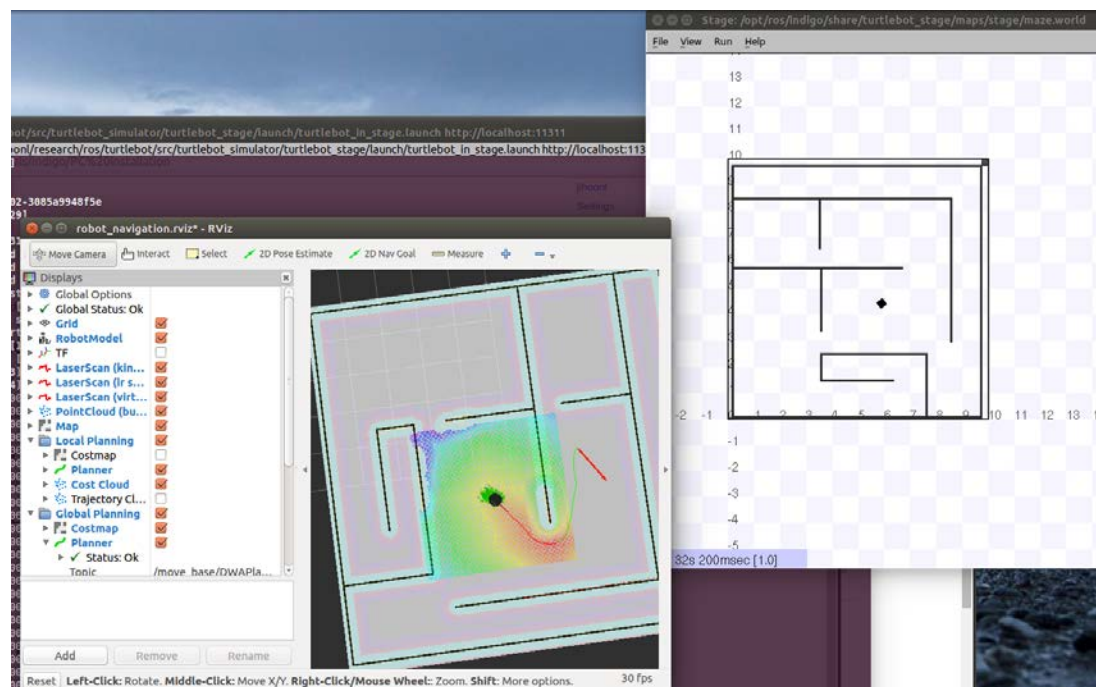 Stage: /opt/ros/indigo/share/turtlebot_stage/maps/stage/maze.world
File View Run Help
13
12
11
10
-2 -1 1 2 3 4 5 6 7 8 9 10 11 12 13
-1
-2
-3
-4
-5
32s 200msec [1.0]
bot/src/turtlebot_simulator/turtlebot_stage/launch/turtlebot_in_stage.launch http://localhost:11311
oonl/research/ros/turtlebot/src/turtlebot_simulator/turtlebot_stage/launch/turtlebot_in_stage.launch http://localhost:113
02-3085a9948f5e
29]
robot_navigation.rviz* - RViz
Move Camera Interact Select 2D Pose Estimate 2D Nav Goal Measure
Displays
Global Options
Global Status: Ok
Grid
RobotModel
TF
LaserScan (kin...
LaserScan (ir s...
LaserScan (virt...
PointCloud (bu...
Map
Local Planning
Costmap
Planner
Cost Cloud
Trajectory Cl...
Global Planning
Costmap
Planner
Status: Ok
Topic /move_base/DWAPla...
Add Remove Rename
Reset Left-Click: Rotate. Middle-Click: Move X/Y. Right-Click/Mouse Wheel:: Zoom. Shift: More options. 30 fps